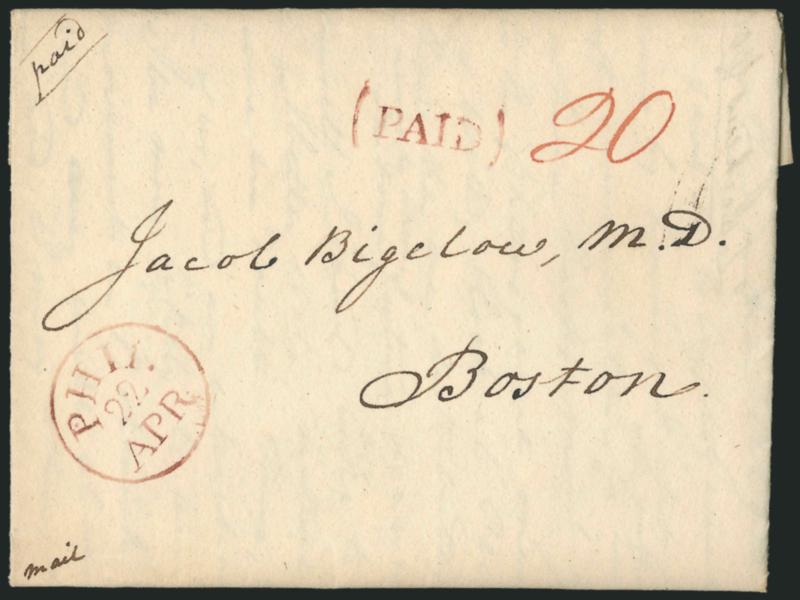 paid
(PAID) 20
Jacob Bigelow, M.D.
Boston.
PHIL.
22
APR
mail